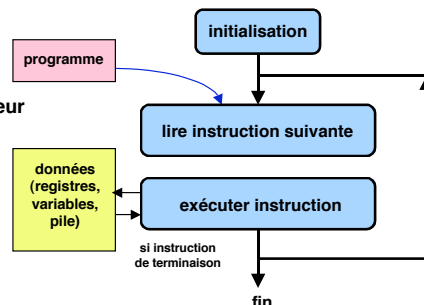 initialisation
programme
eur
lire instruction suivante
données
(registres,
variables,
pile)
exécuter instruction
si instruction
de terminaison
fin